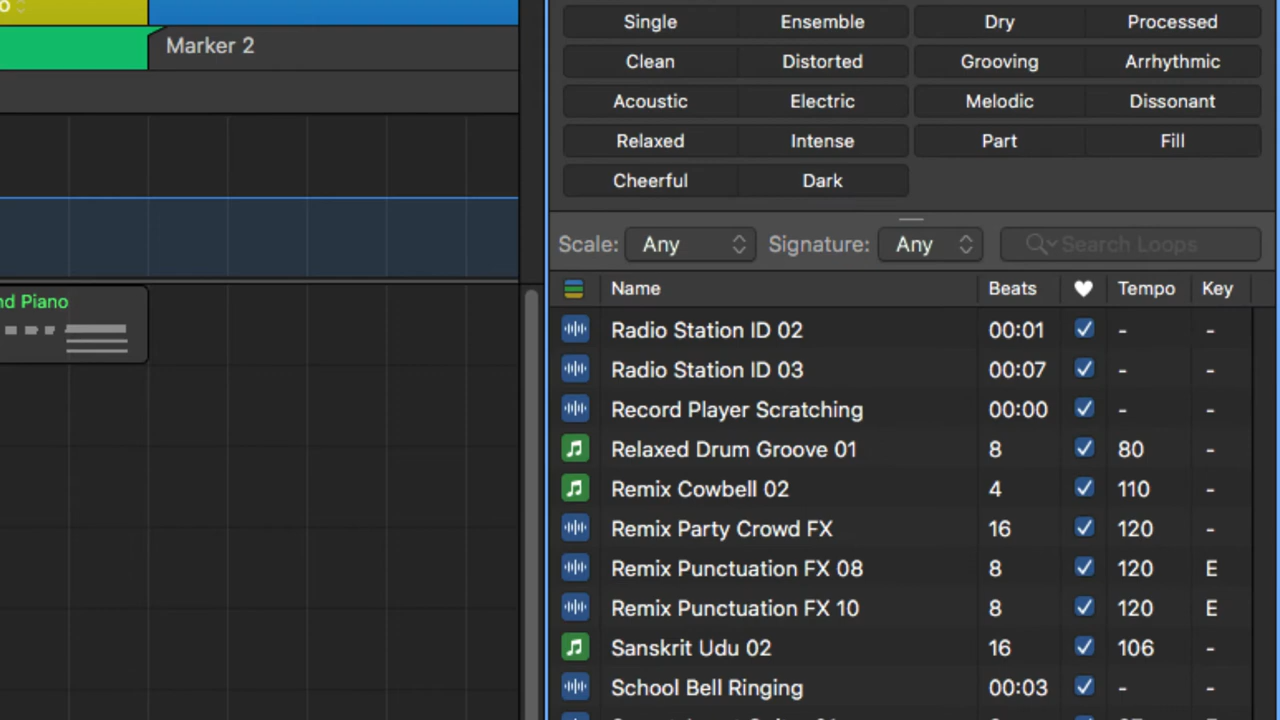 Marker 2
nd Piano
Single Ensemble Dry Processed
Clean Distorted Grooving Arrhythmic
Acoustic Electric Melodic Dissonant
Relaxed Intense Part Fill
Cheerful Dark
Scale: Any Signature: Any Search Loops
Name Beats Tempo Key
Radio Station ID 02 00:01 - -
Radio Station ID 03 00:07 - -
Record Player Scratching 00:00 - -
Relaxed Drum Groove 01 8 80 -
Remix Cowbell 02 4 110 -
Remix Party Crowd FX 16 120 -
Remix Punctuation FX 08 8 120 E
Remix Punctuation FX 10 8 120 E
Sanskrit Udu 02 16 106 -
School Bell Ringing 00:03 - -